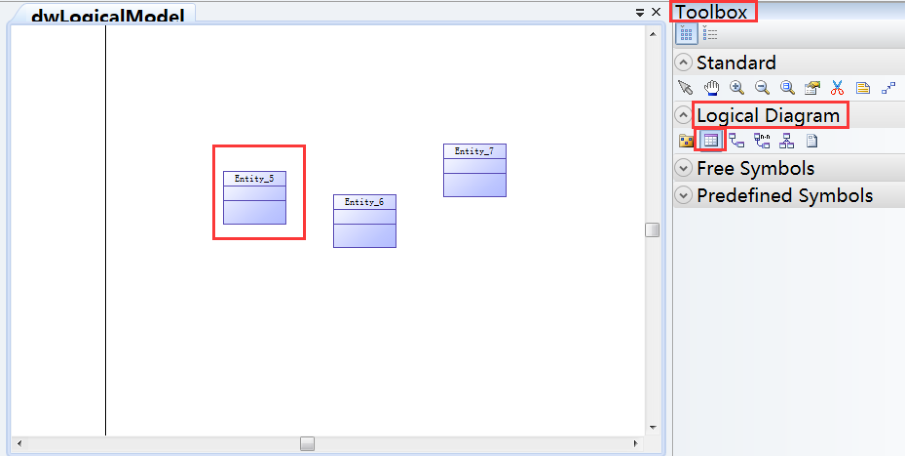 dwLogicalModel
Toolbox
Standard
Logical Diagram
Free Symbols
Predefined Symbols
Entity_7
Entity_5
Entity_6